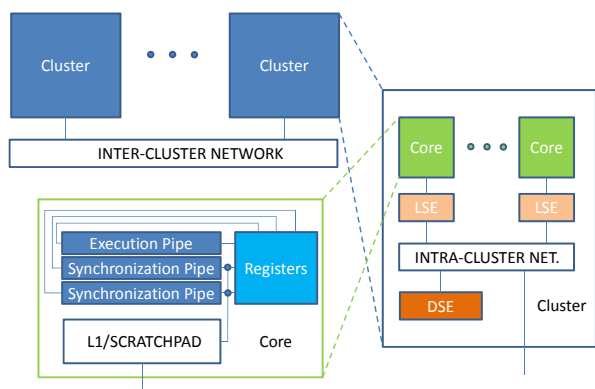 Cluster
Cluster
INTER-CLUSTER NETWORK
Core
Core
LSE
LSE
INTRA-CLUSTER NET.
DSE
Cluster
Execution Pipe
Synchronization Pipe
Synchronization Pipe
Registers
L1/SCRATCHPAD
Core